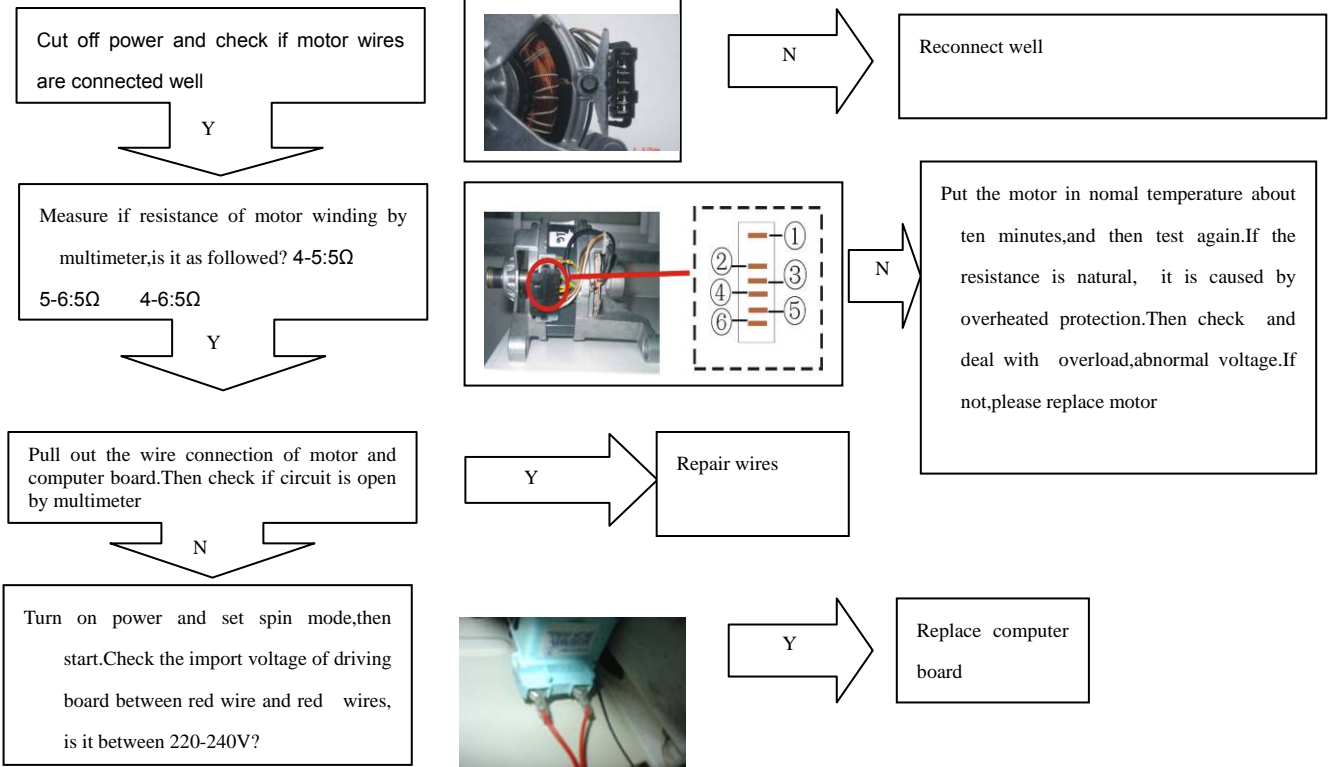 Cut off power and check if motor wires
are connected well
N
Reconnect well
Y
Measure if resistance of motor winding by
multimeter,is it as followed? 4-5:5Ω
5-6:5Ω 4-6:5Ω
①
②
③
④
⑤
⑥
N
Put the motor in nomal temperature about
ten minutes,and then test again.If the
resistance is natural, it is caused by
overheated protection.Then check and
deal with overload,abnormal voltage.If
not,please replace motor
Y
Pull out the wire connection of motor and
computer board.Then check if circuit is open
by multimeter
Y
Repair wires
N
Turn on power and set spin mode,then
start.Check the import voltage of driving
board between red wire and red wires,
is it between 220-240V?
Y
Replace computer
board